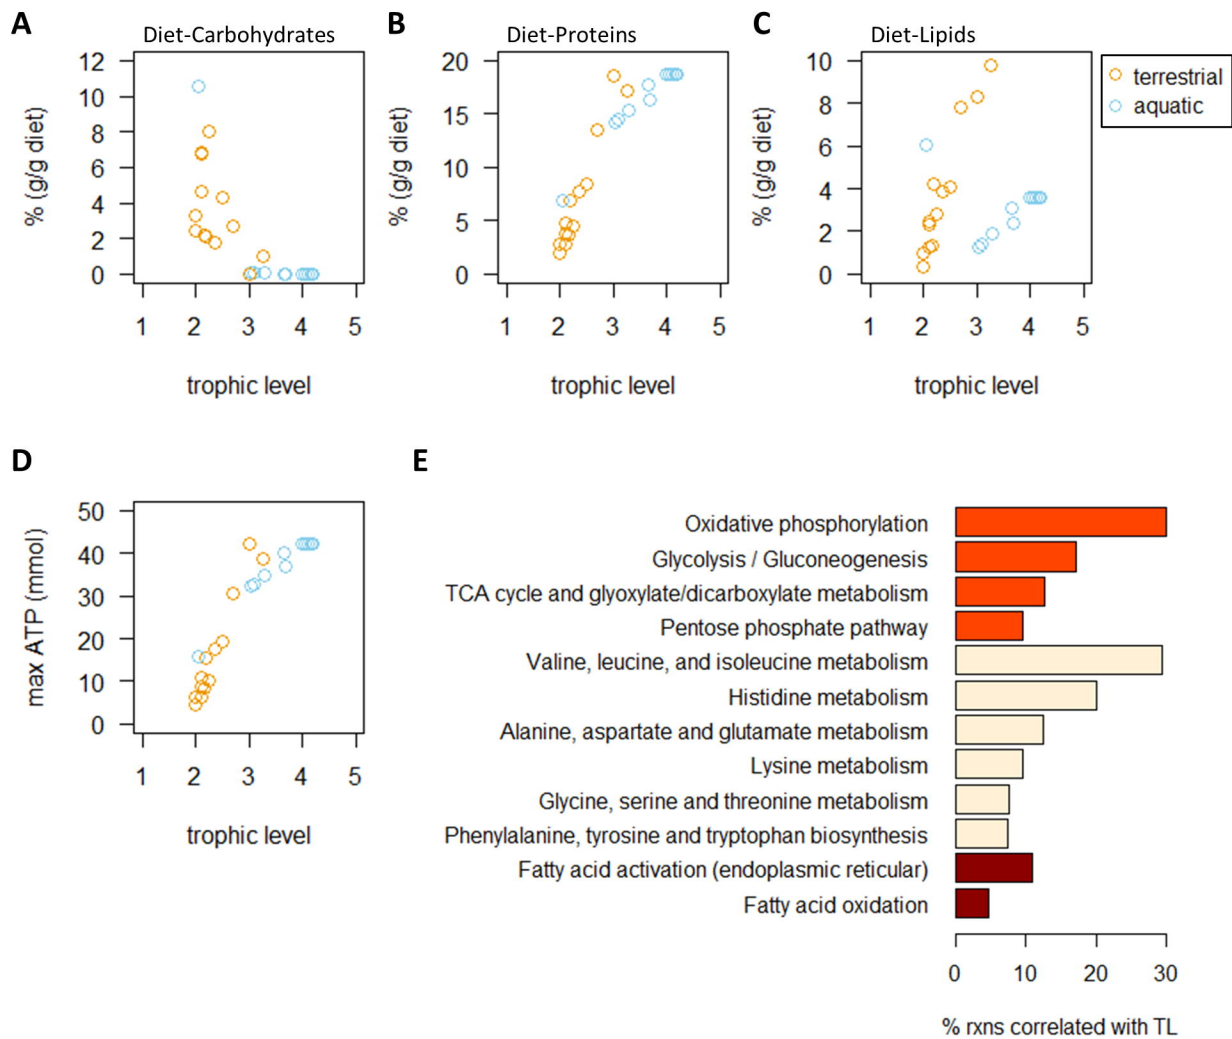 A
Diet-Carbohydrates
% (g/g diet)
12
10
8
6
4
2
0
1 2 3 4 5
trophic level
B
Diet-Proteins
% (g/g diet)
20
15
10
5
0
1 2 3 4 5
trophic level
C
Diet-Lipids
% (g/g diet)
10
8
6
4
2
0
1 2 3 4 5
trophic level
terrestrial
aquatic
D
max ATP (mmol)
50
40
30
20
10
0
1 2 3 4 5
trophic level
E
Oxidative phosphorylation
Glycolysis / Gluconeogenesis
TCA cycle and glyoxylate/dicarboxylate metabolism
Pentose phosphate pathway
Valine, leucine, and isoleucine metabolism
Histidine metabolism
Alanine, aspartate and glutamate metabolism
Lysine metabolism
Glycine, serine and threonine metabolism
Phenylalanine, tyrosine and tryptophan biosynthesis
Fatty acid activation (endoplasmic reticular)
Fatty acid oxidation
0 10 20 30
% rxns correlated with TL